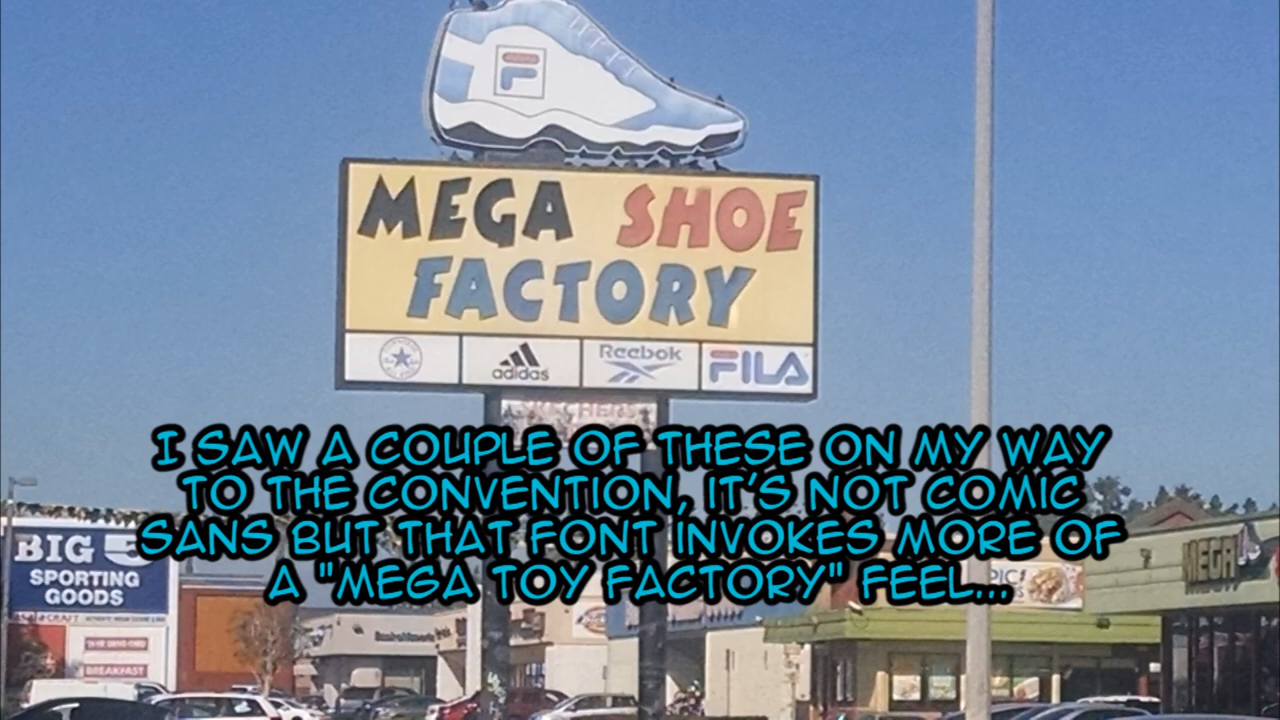 MEGA SHOE
FACTORY
adidas
Reebok
FILA
SKECHERS
I SAW A COUPLE OF THESE ON MY WAY
TO THE CONVENTION, IT'S NOT COMIC
SANS BUT THAT FONT INVOKES MORE OF
A "MEGA TOY FACTORY" FEEL...
BIG 5
SPORTING
GOODS
BREAKFAST
MEGA